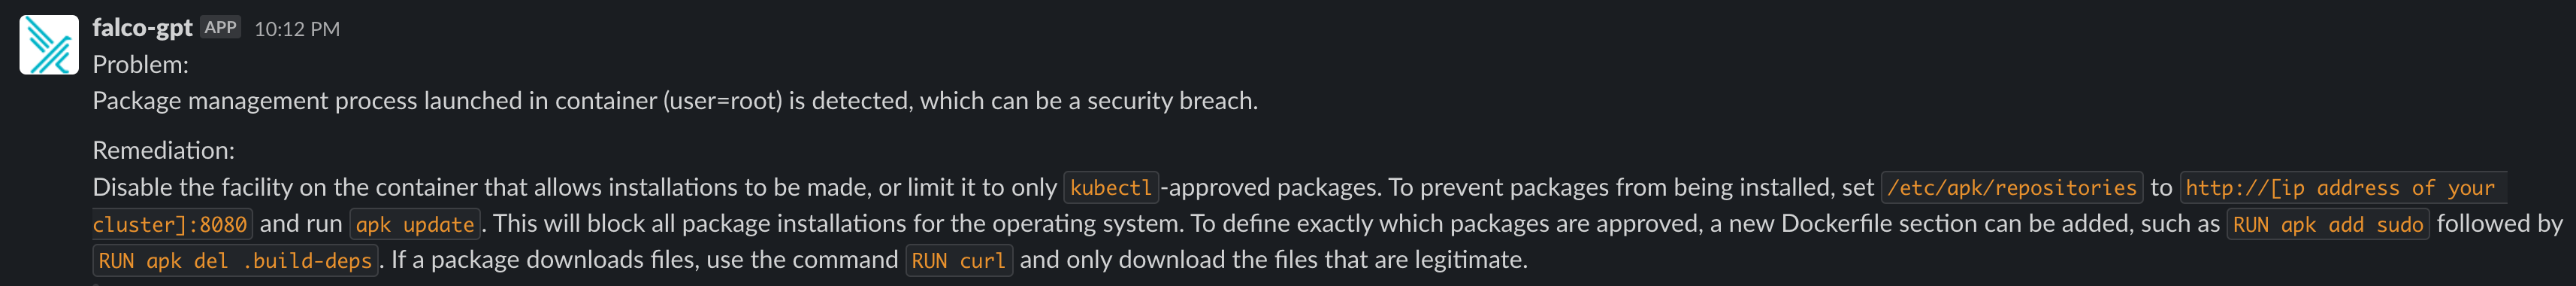 falco-gpt APP 10:12 PM
Problem:
Package management process launched in container (user=root) is detected, which can be a security breach.
Remediation:
Disable the facility on the container that allows installations to be made, or limit it to only kubectl-approved packages. To prevent packages from being installed, set /etc/apk/repositories to http://[ip address of your
cluster]:8080 and run apk update. This will block all package installations for the operating system. To define exactly which packages are approved, a new Dockerfile section can be added, such as RUN apk add sudo followed by
RUN apk del .build-deps. If a package downloads files, use the command RUN curl and only download the files that are legitimate.